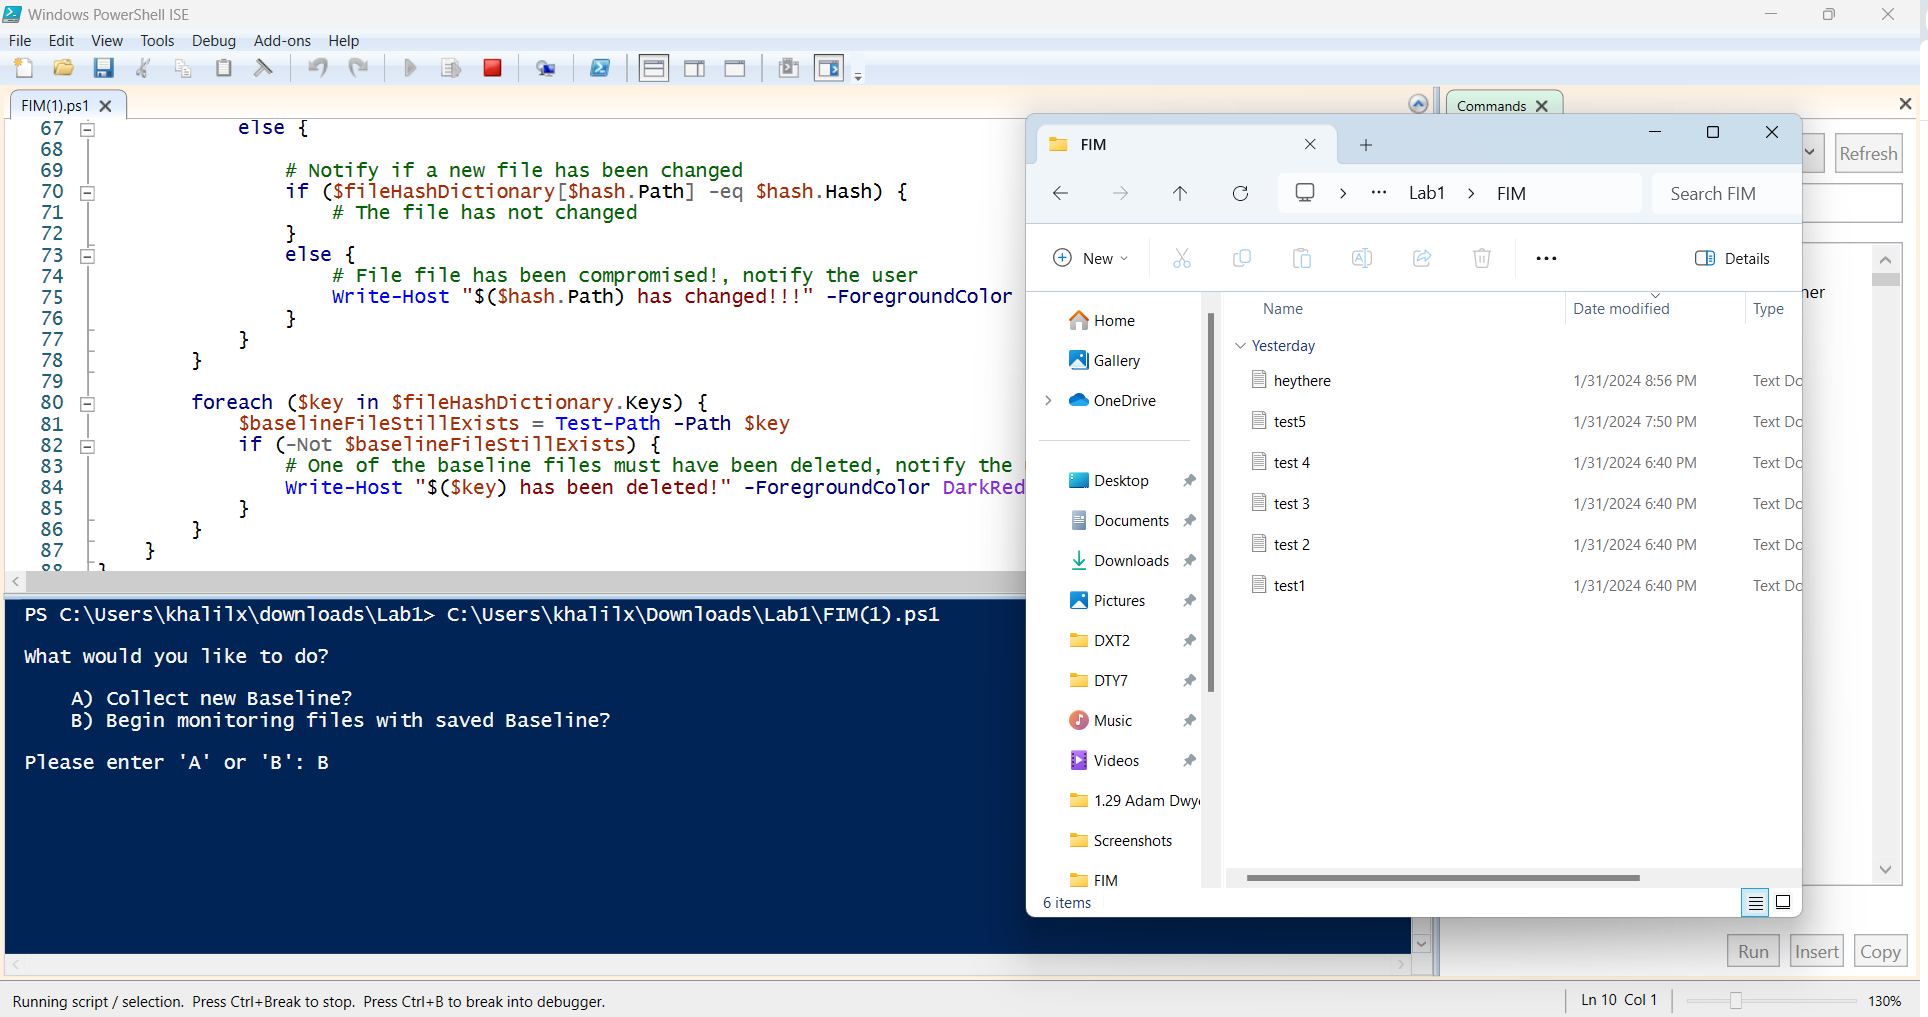 Windows PowerShell ISE
File Edit View Tools Debug Add-ons Help
FIM(1).ps1
67 else {
68
69 # Notify if a new file has been changed
70 if ($fileHashDictionary[$hash.Path] -eq $hash.Hash) {
71 # The file has not changed
72 }
73 else {
74 # File file has been compromised!, notify the user
75 Write-Host "$($hash.Path) has changed!!!" -ForegroundColor
76 }
77 }
78 }
79
80 foreach ($key in $fileHashDictionary.Keys) {
81 $baselineFileStillExists = Test-Path -Path $key
82 if (-Not $baselineFileStillExists) {
83 # One of the baseline files must have been deleted, notify the
84 Write-Host "$($key) has been deleted!" -ForegroundColor DarkRed
85 }
86 }
87 }
88 }
PS C:\Users\khalilx\downloads\Lab1> C:\Users\khalilx\Downloads\Lab1\FIM(1).ps1
What would you like to do?
A) Collect new Baseline?
B) Begin monitoring files with saved Baseline?
Please enter 'A' or 'B': B
Commands
Refresh
ner
Run Insert Copy
FIM
Lab1 > FIM
Search FIM
New
Details
Home
Gallery
OneDrive
Desktop
Documents
Downloads
Pictures
DXT2
DTY7
Music
Videos
1.29 Adam Dwy
Screenshots
FIM
Name Date modified Type
Yesterday
heythere 1/31/2024 8:56 PM Text Do
test5 1/31/2024 7:50 PM Text Do
test 4 1/31/2024 6:40 PM Text Do
test 3 1/31/2024 6:40 PM Text Do
test 2 1/31/2024 6:40 PM Text Do
test1 1/31/2024 6:40 PM Text Do
6 items
Running script / selection. Press Ctrl+Break to stop. Press Ctrl+B to break into debugger.
Ln 10 Col 1
130%